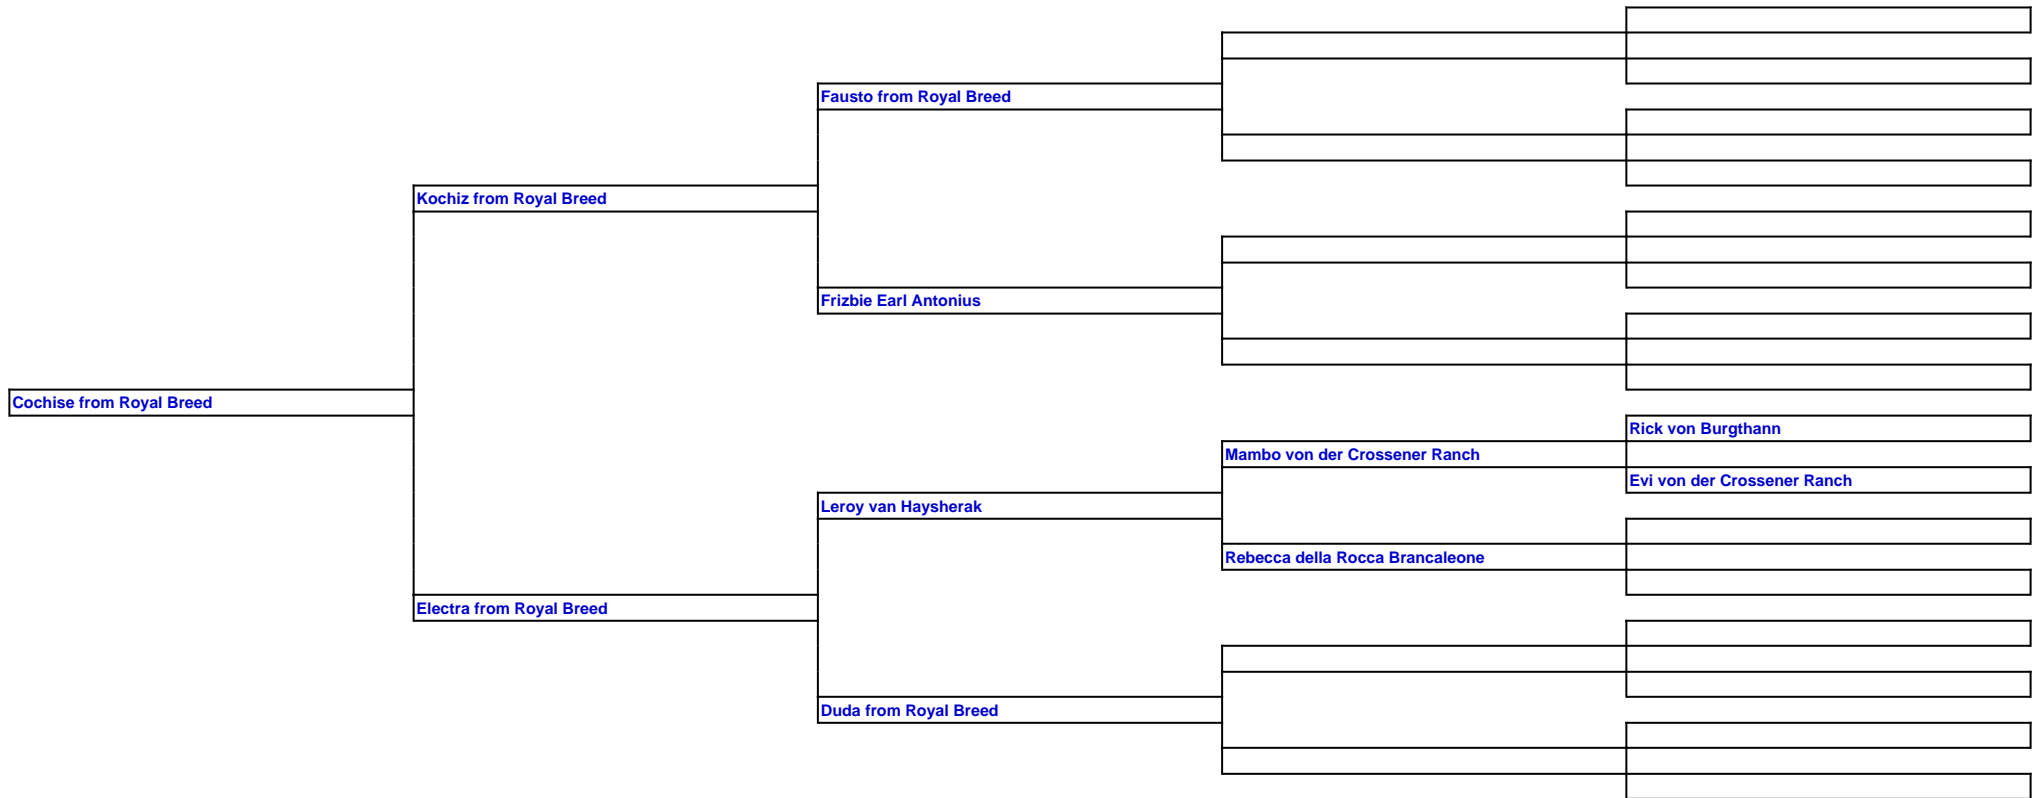 Fausto from Royal Breed
Kochiz from Royal Breed
Frizbie Earl Antonius
Cochise from Royal Breed
Rick von Burgthann
Mambo von der Crossener Ranch
Evi von der Crossener Ranch
Leroy van Haysherak
Rebecca della Rocca Brancaleone
Electra from Royal Breed
Duda from Royal Breed